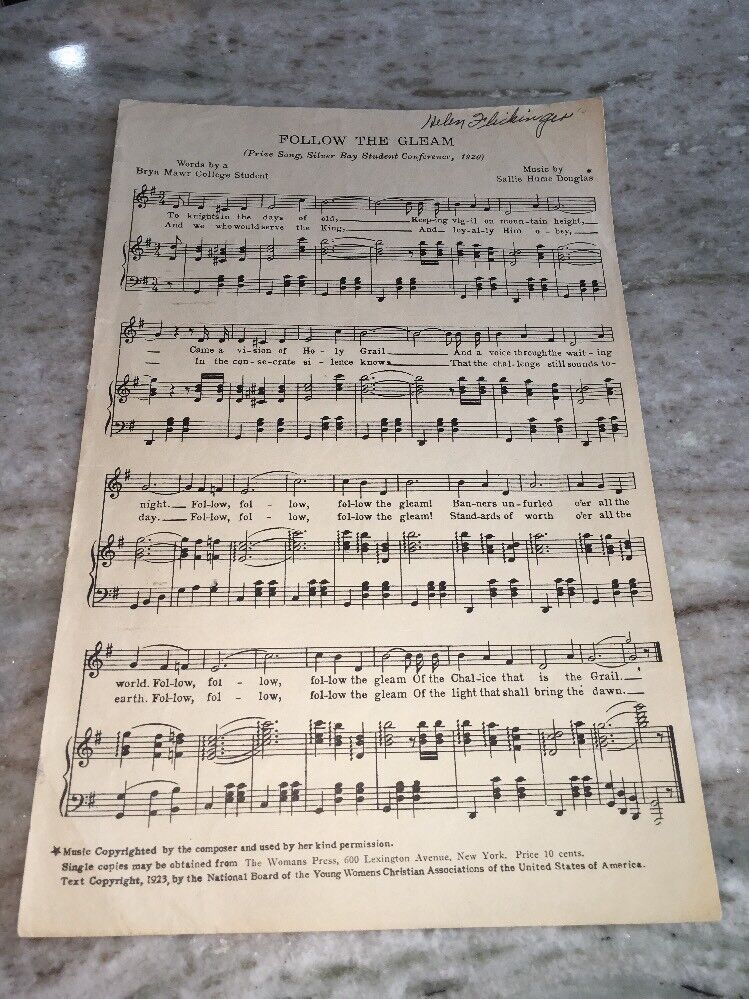 Helen Flickinger
FOLLOW THE GLEAM
(Prize Song, Silver Bay Student Conference, 1920)
Words by a
Bryn Mawr College Student
Music by *
Sallie Hume Douglas
To knights in the days of old, Keep-ing vig-il on moun-tain height,
And we who would serve the King, And loy-al-ly Him o-bey,
Came a vi-sion of Ho-ly Grail And a voice through the wait-ing
In the con-se-crate si-lence know That the chal-lenge still sounds to-
night. Fol-low, fol-low, fol-low the gleam! Ban-ners un-furled o'er all the
day. Fol-low, fol-low, fol-low the gleam! Stand-ards of worth o'er all the
world. Fol-low, fol-low, fol-low the gleam Of the Chal-ice that is the Grail.
earth. Fol-low, fol-low, fol-low the gleam Of the light that shall bring the dawn.
*Music Copyrighted by the composer and used by her kind permission.
Single copies may be obtained from The Womans Press, 600 Lexington Avenue, New York. Price 10 cents.
Text Copyright, 1923, by the National Board of the Young Womens Christian Associations of the United States of America.